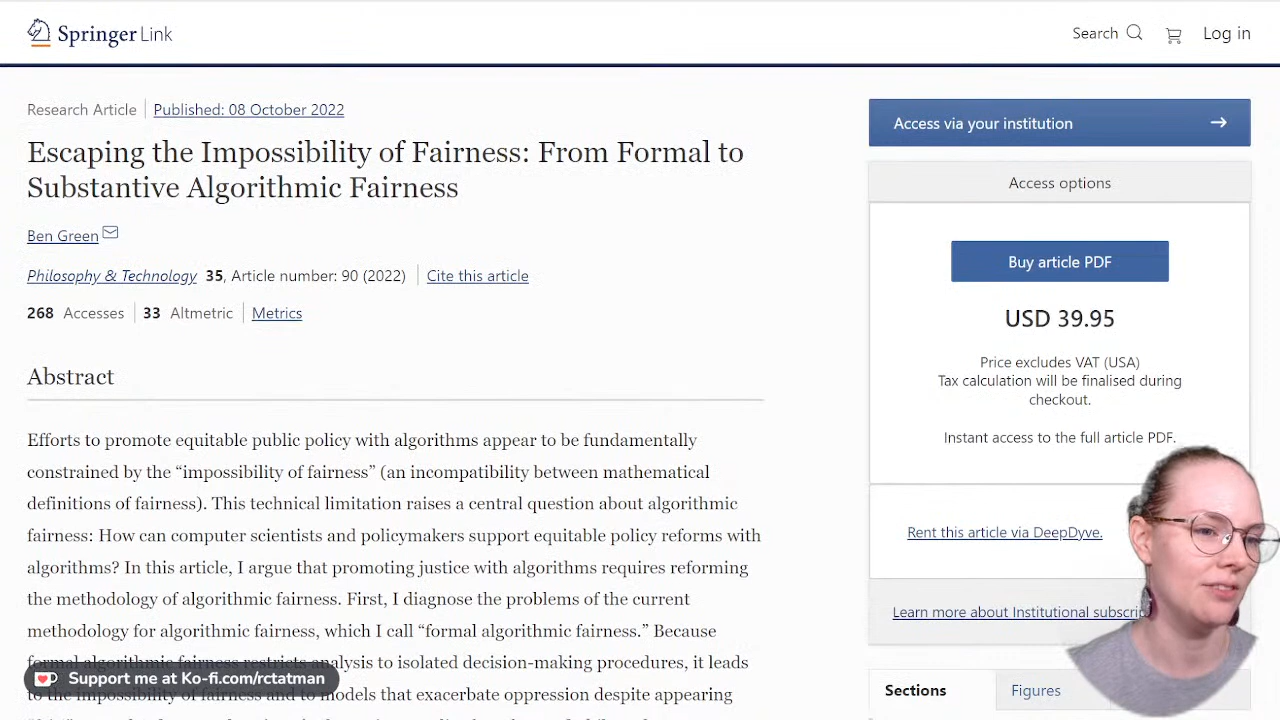 Springer Link
Search
Log in
Research Article
Published: 08 October 2022
Escaping the Impossibility of Fairness: From Formal to
Substantive Algorithmic Fairness
Ben Green
Philosophy & Technology 35, Article number: 90 (2022)
Cite this article
268 Accesses
33 Altmetric
Metrics
Abstract
Efforts to promote equitable public policy with algorithms appear to be fundamentally
constrained by the “impossibility of fairness” (an incompatibility between mathematical
definitions of fairness). This technical limitation raises a central question about algorithmic
fairness: How can computer scientists and policymakers support equitable policy reforms with
algorithms? In this article, I argue that promoting justice with algorithms requires reforming
the methodology of algorithmic fairness. First, I diagnose the problems of the current
methodology for algorithmic fairness, which I call “formal algorithmic fairness.” Because
formal algorithmic fairness restricts analysis to isolated decision-making procedures, it leads
to the impossibility of fairness and to models that exacerbate oppression despite appearing
Support me at Ko-fi.com/rctatman
Access via your institution
Access options
Buy article PDF
USD 39.95
Price excludes VAT (USA)
Tax calculation will be finalised during
checkout.
Instant access to the full article PDF.
Rent this article via DeepDyve.
Learn more about Institutional
Sections
Figures